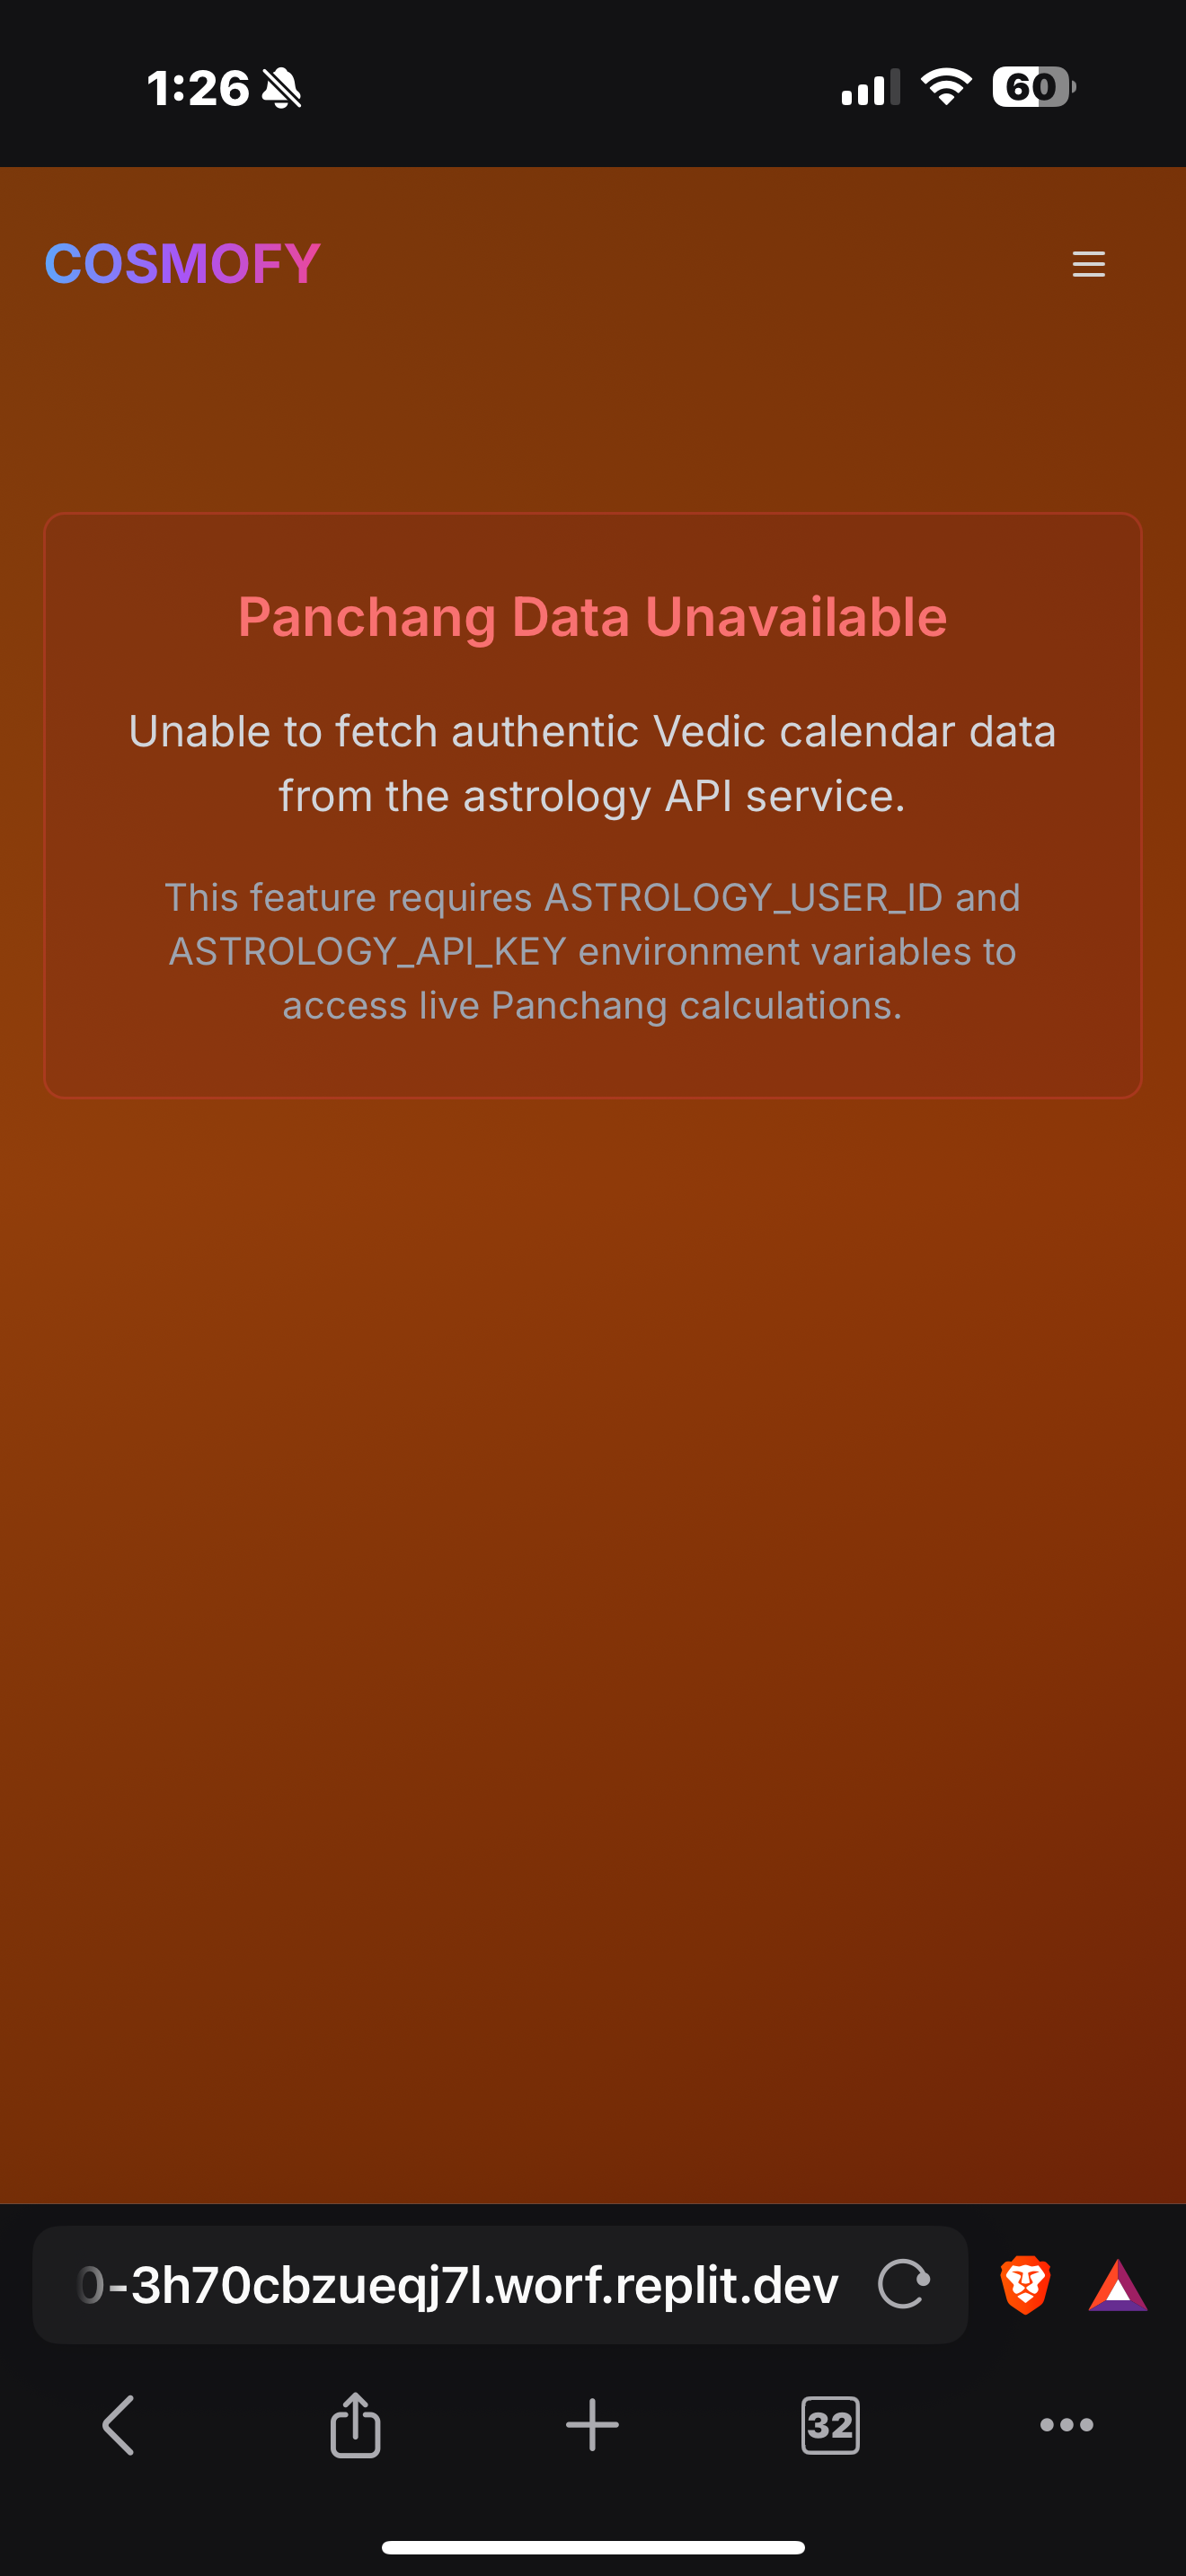 1:26
60
COSMOFY
Panchang Data Unavailable
Unable to fetch authentic Vedic calendar data
from the astrology API service.
This feature requires ASTROLOGY_USER_ID and
ASTROLOGY_API_KEY environment variables to
access live Panchang calculations.
0-3h70cbzueqj7l.worf.replit.dev
32